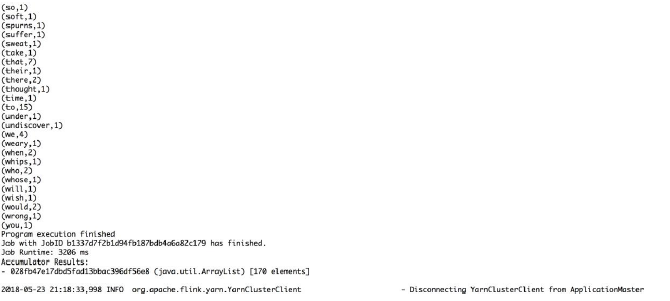 (so,1)
(soft,1)
(spurns,1)
(suffer,1)
(sweat,1)
(take,1)
(that,7)
(their,1)
(there,2)
(thought,1)
(time,1)
(to,15)
(under,1)
(undiscover,1)
(we,4)
(weary,1)
(when,2)
(whips,1)
(who,2)
(whose,1)
(will,1)
(wish,1)
(would,2)
(wrong,1)
(you,1)
Program execution finished
Job with JobID b1337d7f2b1d94fb187bdb4a6a82c179 has finished.
Job Runtime: 3206 ms
Accumulator Results:
- 028fb47e17dbd5fad13bbac396df56e8 (java.util.ArrayList) [170 elements]
2018-05-23 21:18:33,998 INFO org.apache.flink.yarn.YarnClusterClient - Disconnecting YarnClusterClient from ApplicationMaster